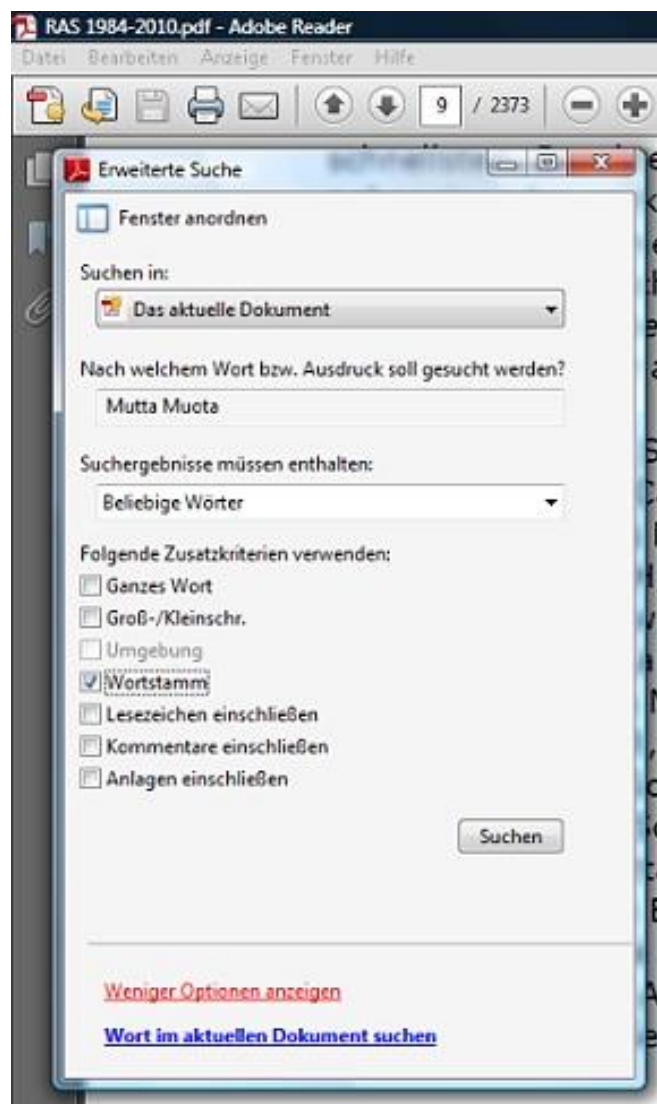 RAS 1984-2010.pdf - Adobe Reader
Datei Bearbeiten Anzeige Fenster Hilfe
9 / 2373
Erweiterte Suche
Fenster anordnen
Suchen in:
Das aktuelle Dokument
Nach welchem Wort bzw. Ausdruck soll gesucht werden?
Mutta Muota
Suchergebnisse müssen enthalten:
Beliebige Wörter
Folgende Zusatzkriterien verwenden:
Ganzes Wort
Groß-/Kleinschr.
Umgebung
Wortstamm
Lesezeichen einschließen
Kommentare einschließen
Anlagen einschließen
Suchen
Weniger Optionen anzeigen
Wort im aktuellen Dokument suchen